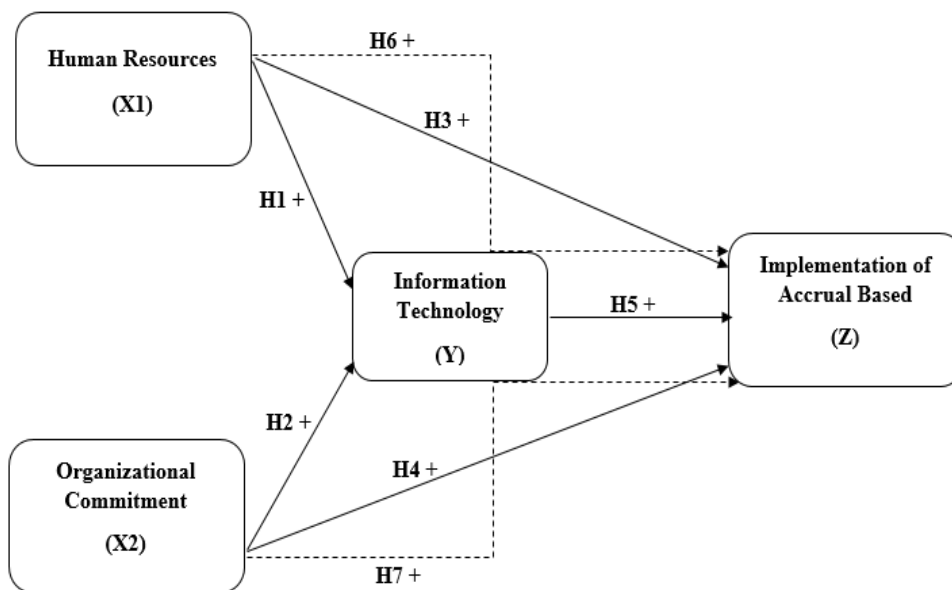 H6 +
Human Resources
(X1)
H3 +
H1 +
Information
Technology
(Y)
H5 +
Implementation of
Accrual Based
(Z)
H2 +
H4 +
Organizational
Commitment
(X2)
H7 +